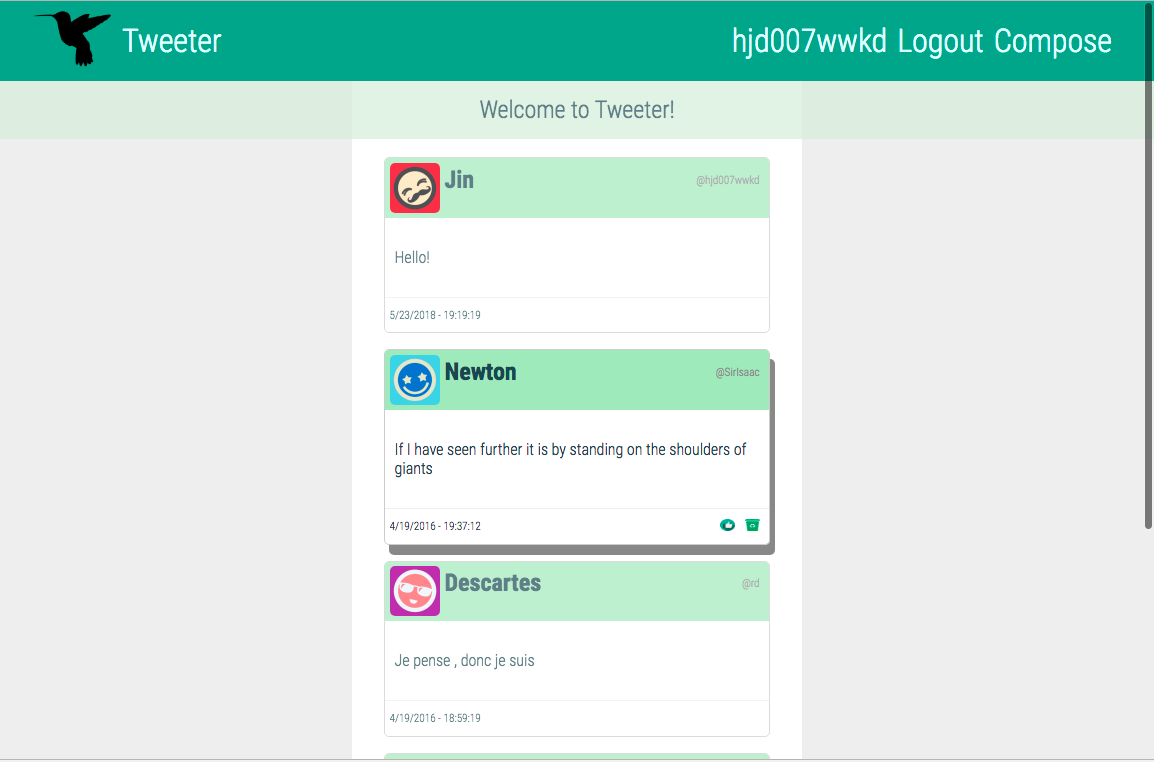 Tweeter
hjd007wwkd Logout Compose
Welcome to Tweeter!
Jin
@hjd007wwkd
Hello!
5/23/2018 - 19:19:19
Newton
@SirIsaac
If I have seen further it is by standing on the shoulders of
giants
4/19/2016 - 19:37:12
Descartes
@rd
Je pense , donc je suis
4/19/2016 - 18:59:19